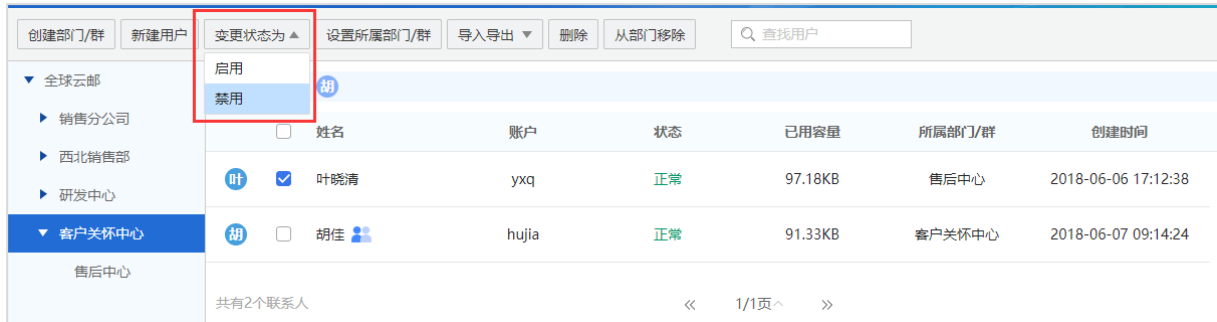 创建部门/群 新建用户 变更状态为 设置所属部门/群 导入导出 删除 从部门移除 查找用户
启用
禁用
全球云邮
销售分公司
西北销售部
研发中心
客户关怀中心
售后中心
胡
姓名 账户 状态 已用容量 所属部门/群 创建时间
叶 叶晓清 yxq 正常 97.18KB 售后中心 2018-06-06 17:12:38
胡 胡佳 hujia 正常 91.33KB 客户关怀中心 2018-06-07 09:14:24
共有2个联系人 « 1/1页 »